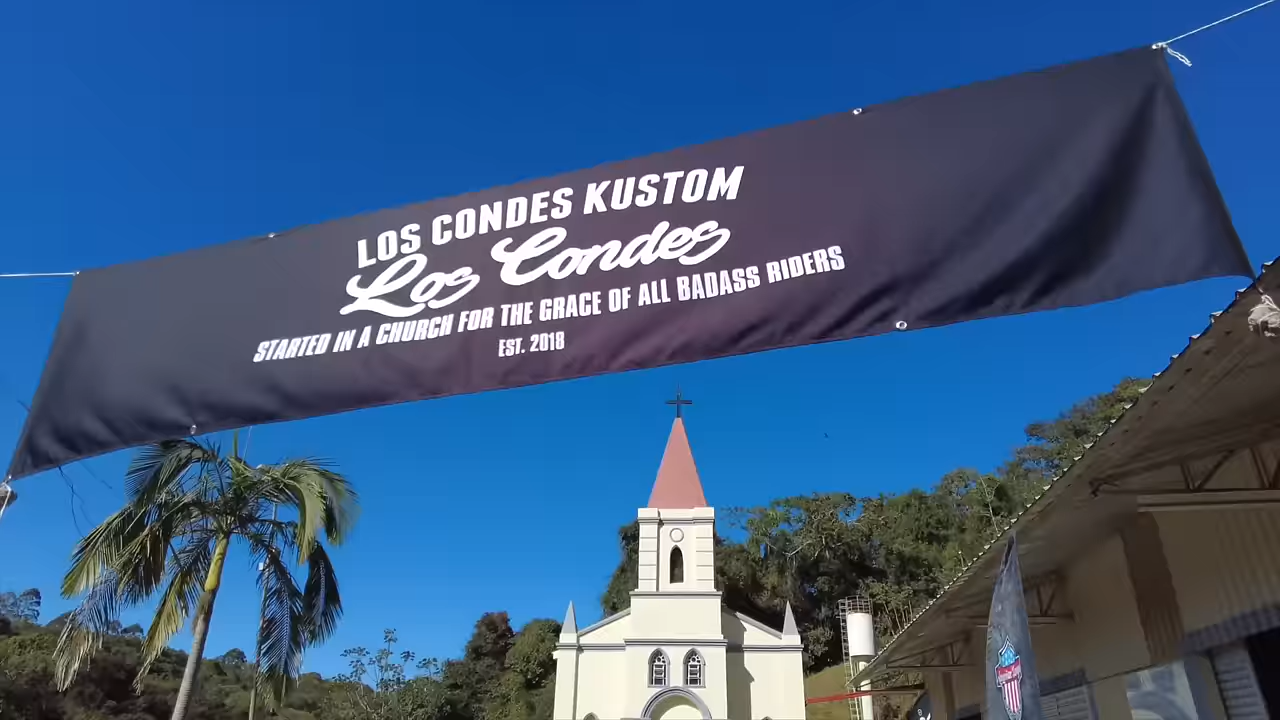 LOS CONDES KUSTOM
Los Condes
STARTED IN A CHURCH FOR THE GRACE OF ALL BADASS RIDERS
EST. 2018